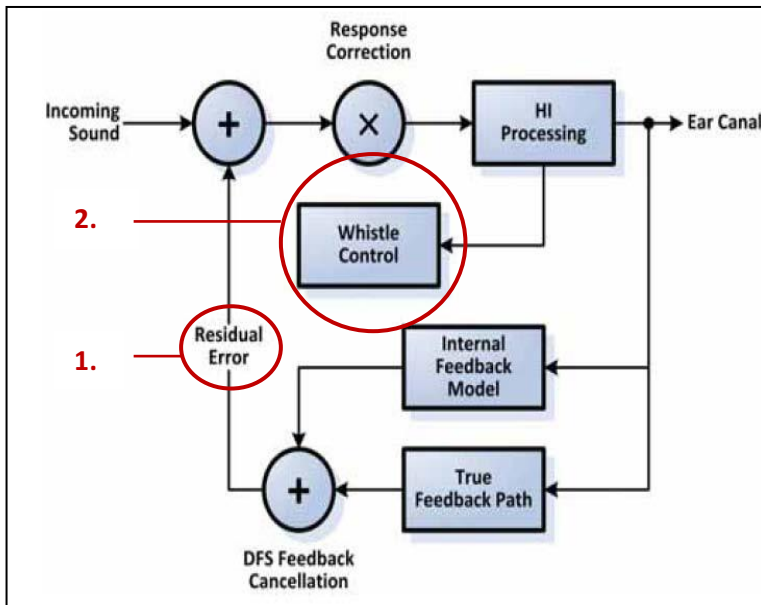 Response
Correction
Incoming
Sound
+
×
HI
Processing
Ear Canal
2.
Whistle
Control
1.
Residual
Error
Internal
Feedback
Model
+
True
Feedback Path
DFS Feedback
Cancellation